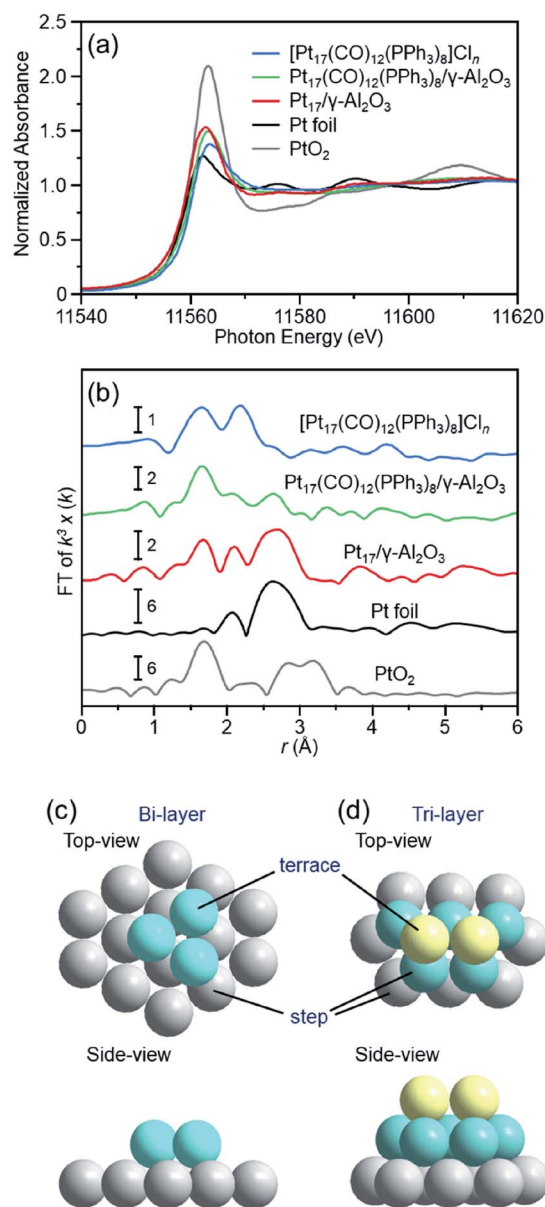 (a)
[Pt₁₇(CO)₁₂(PPh₃)₈]Clₙ
Pt₁₇(CO)₁₂(PPh₃)₈/γ-Al₂O₃
Pt₁₇/γ-Al₂O₃
Pt foil
PtO₂
Normalized Absorbance
2.5
2.0
1.5
1.0
0.5
0
11540 11560 11580 11600 11620
Photon Energy (eV)
(b)
1
[Pt₁₇(CO)₁₂(PPh₃)₈]Clₙ
2
Pt₁₇(CO)₁₂(PPh₃)₈/γ-Al₂O₃
2
Pt₁₇/γ-Al₂O₃
6
Pt foil
6
PtO₂
FT of k³ x (k)
0 1 2 3 4 5 6
r (Å)
(c) Bi-layer
Top-view
(d) Tri-layer
Top-view
terrace
step
Side-view
Side-view